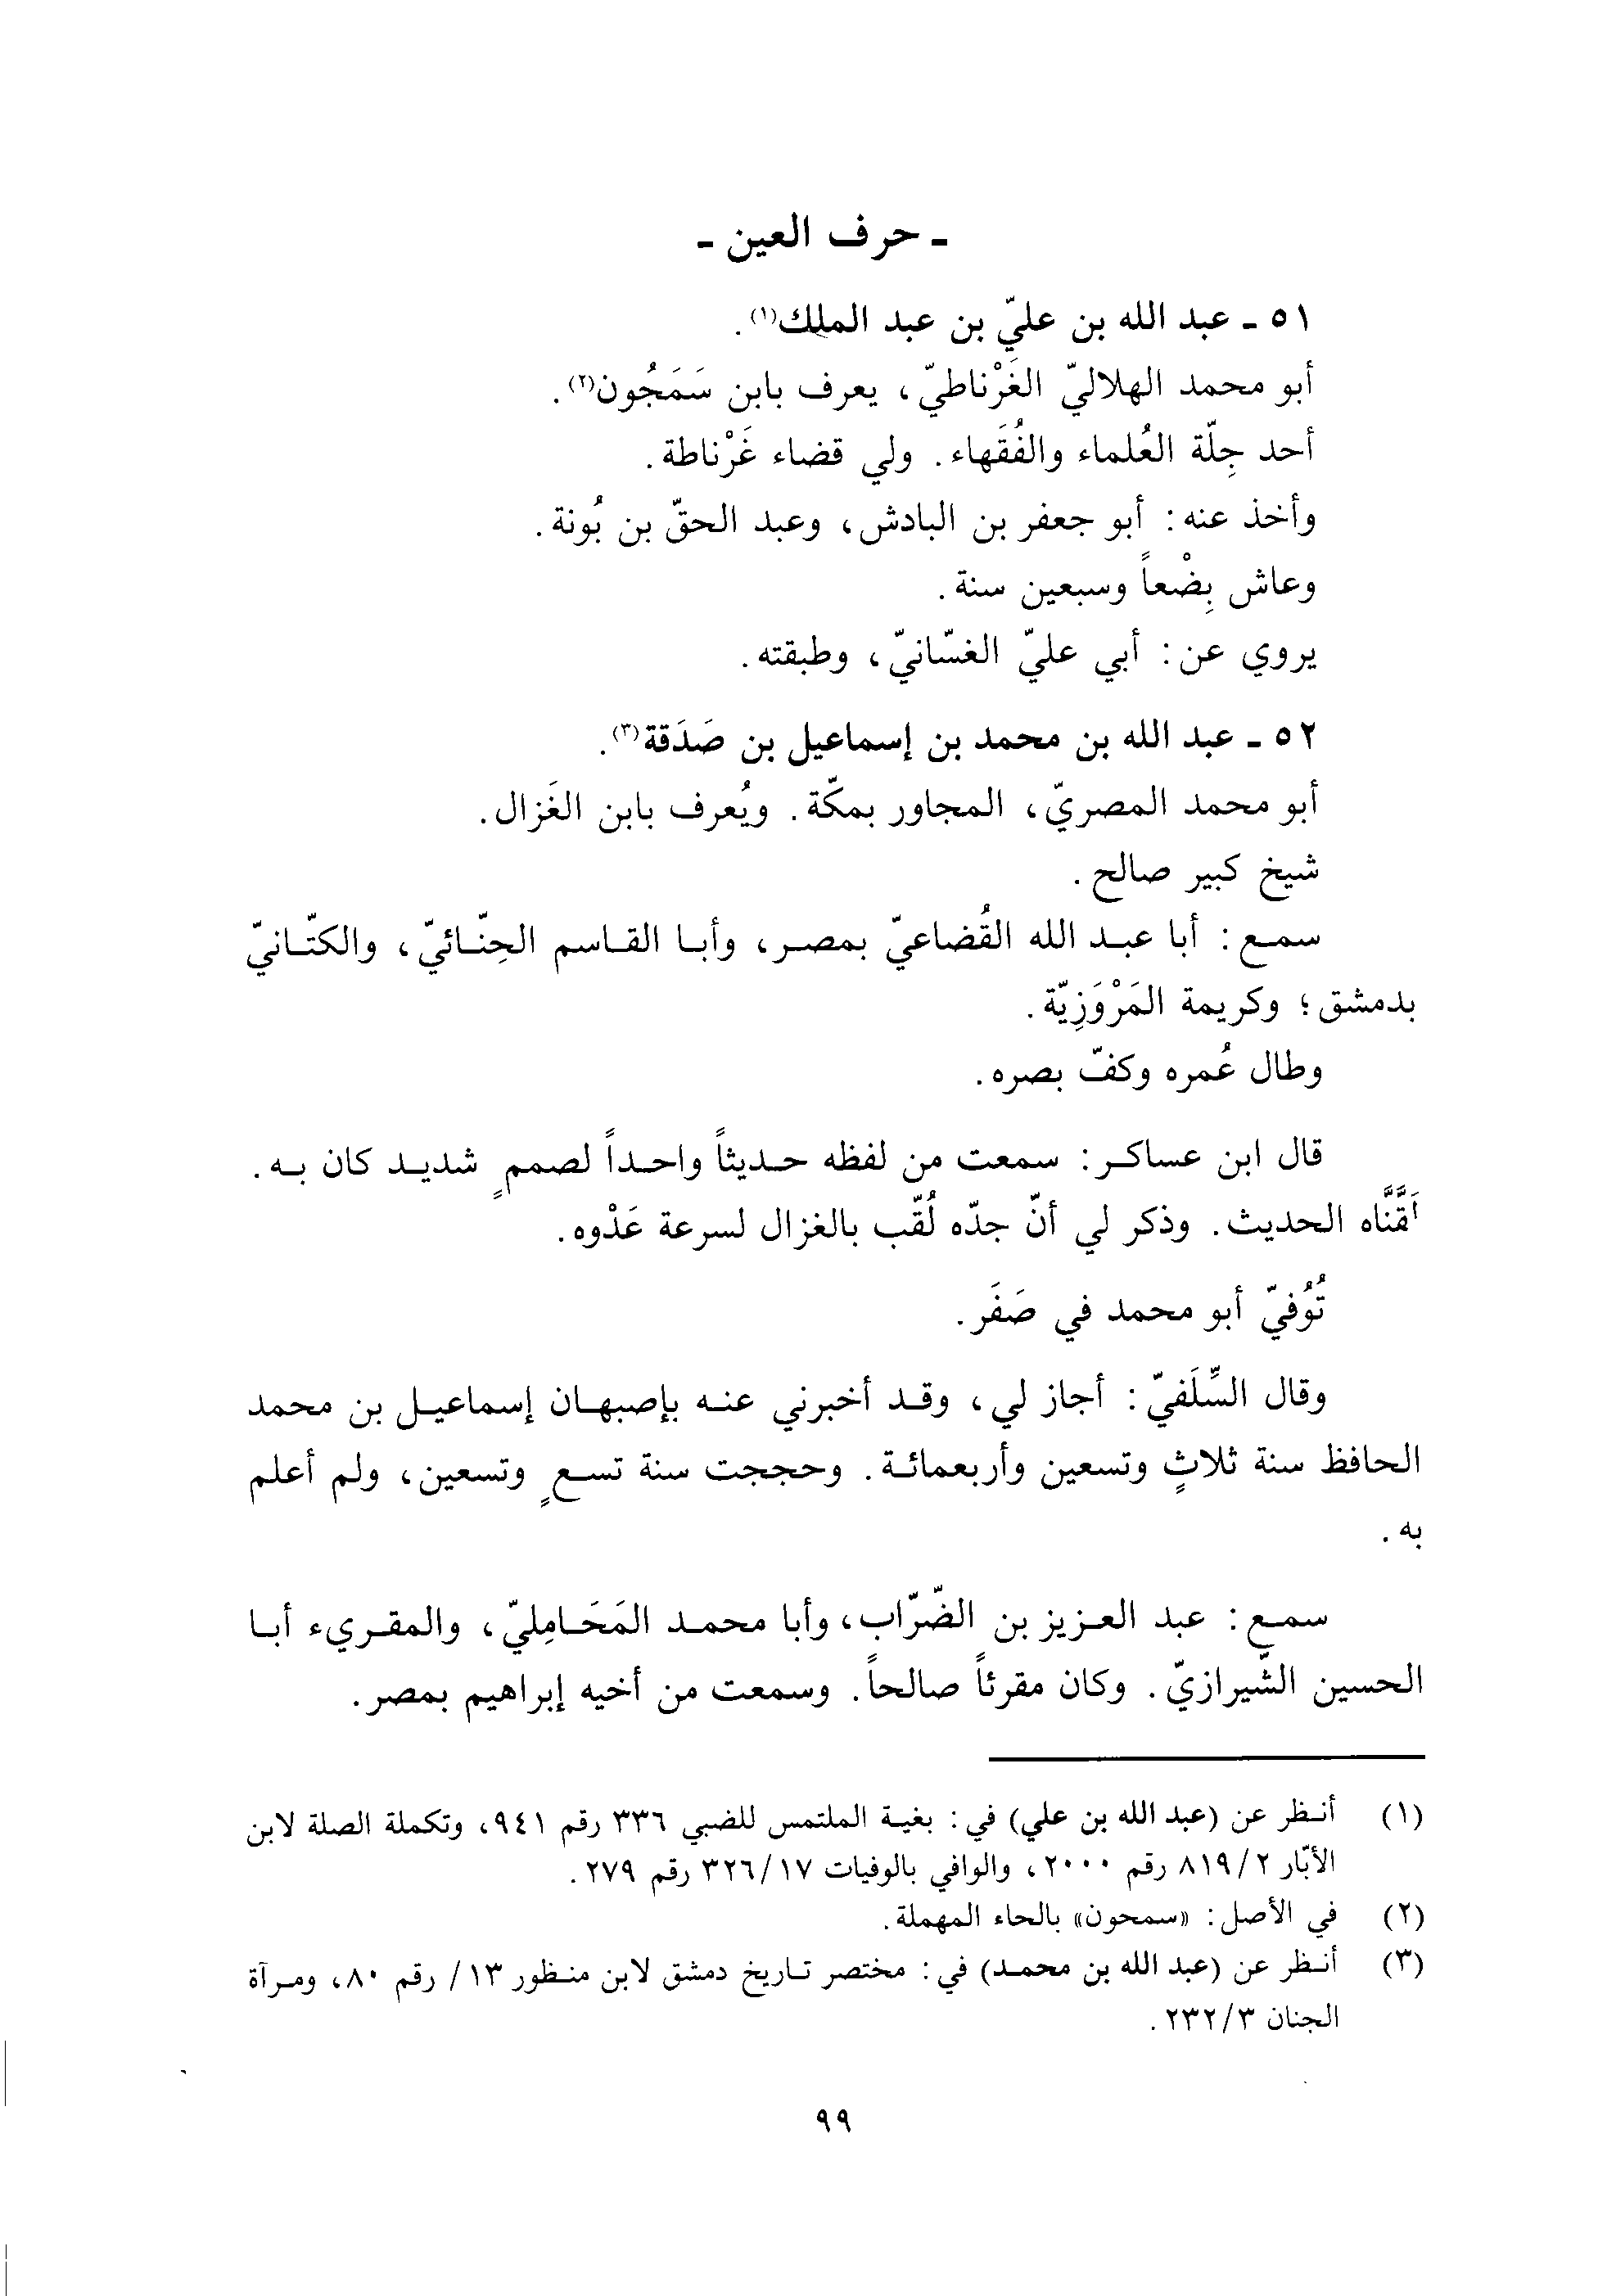 ـ حرف العين ـ
٥١ ـ عبد الله بن عليّ بن عبد الملك(١).
أبو محمد الهلاليّ الغَرْناطيّ، يعرف بابن سَمَجُون(٢).
أحد جِلّة العُلماء والفُقَهاء. ولي قضاء غَرْناطة.
وأخذ عنه: أبو جعفر بن الباذش، وعبد الحقّ بن بُونة.
وعاش بِضْعاً وسبعين سنة.
يروي عن: أبي عليّ الغسّانيّ، وطبقته.
٥٢ ـ عبد الله بن محمد بن إسماعيل بن صَدَقة(٣).
أبو محمد المصريّ، المجاور بمكّة. ويُعرف بابن الغَزال.
شيخ كبير صالح.
سمع: أبا عبد الله القُضاعيّ بمصر، وأبا القاسم الحِنّائيّ، والكتّانيّ
بدمشق؛ وكريمة المَرْوَزِيّة.
وطال عُمره وكفّ بصره.
قال ابن عساكر: سمعت من لفظه حديثاً واحداً لصممٍ شديد كان به.
الحديث. وذكر لي أنّ جدّه لُقّب بالغزال لسرعة عَدْوه.
تُوُفيّ أبو محمد في صَفَر.
وقال السِّلَفيّ: أجاز لي، وقد أخبرني عنه بإصبهان إسماعيل بن محمد
الحافظ سنة ثلاثٍ وتسعين وأربعمائة. وحججت سنة تسعٍ وتسعين، ولم أعلم
به.
سمع: عبد العزيز بن الضّرّاب، وأبا محمد المَحَامِليّ، والمقريء أبا
الحسين الشّيرازيّ. وكان مقرئاً صالحاً. وسمعت من أخيه إبراهيم بمصر.
(١) أنظر عن (عبد الله بن علي) في: بغية الملتمس للضبي ٣٣٦ رقم ٩٤١، وتكملة الصلة لابن
الأبّار ٨١٩/٢ رقم ٢٠٠٠، والوافي بالوفيات ٣٢٦/١٧ رقم ٢٧٩.
(٢) في الأصل: «سمحون» بالحاء المهملة.
(٣) أنظر عن (عبد الله بن محمد) في: مختصر تاريخ دمشق لابن منظور ١٣/ رقم ٨٠، ومرآة
الجنان ٢٣٢/٣.
٩٩